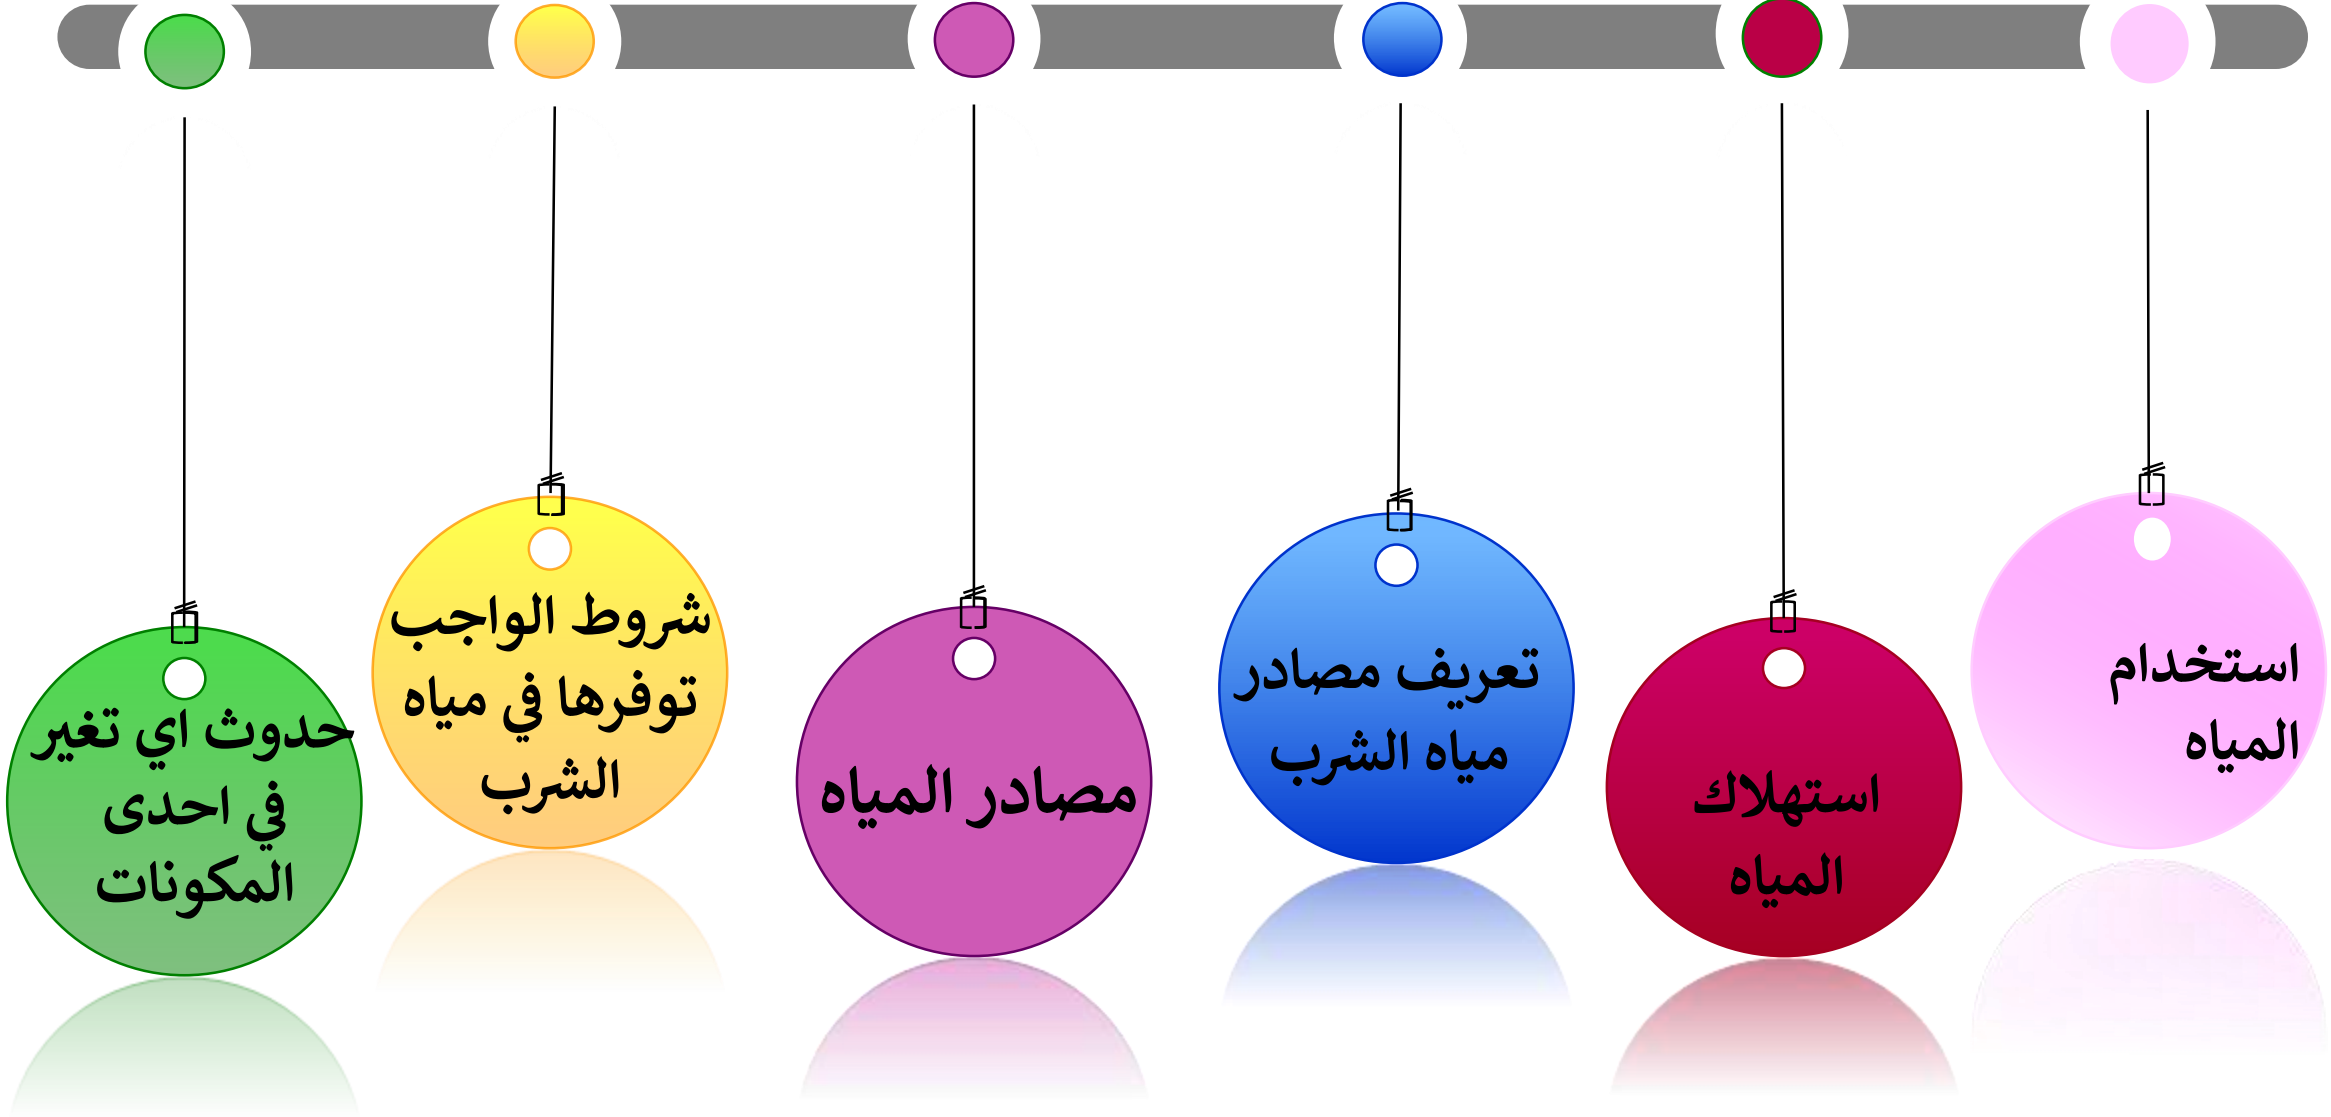 استخدام
المياه
استهلاك
المياه
تعريف مصادر
مياه الشرب
مصادر المياه
شروط الواجب
توفرها في مياه
الشرب
حدوث اي تغير
في احدى
المكونات